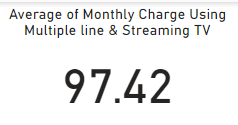 Average of Monthly Charge Using
Multiple line & Streaming TV
97.42